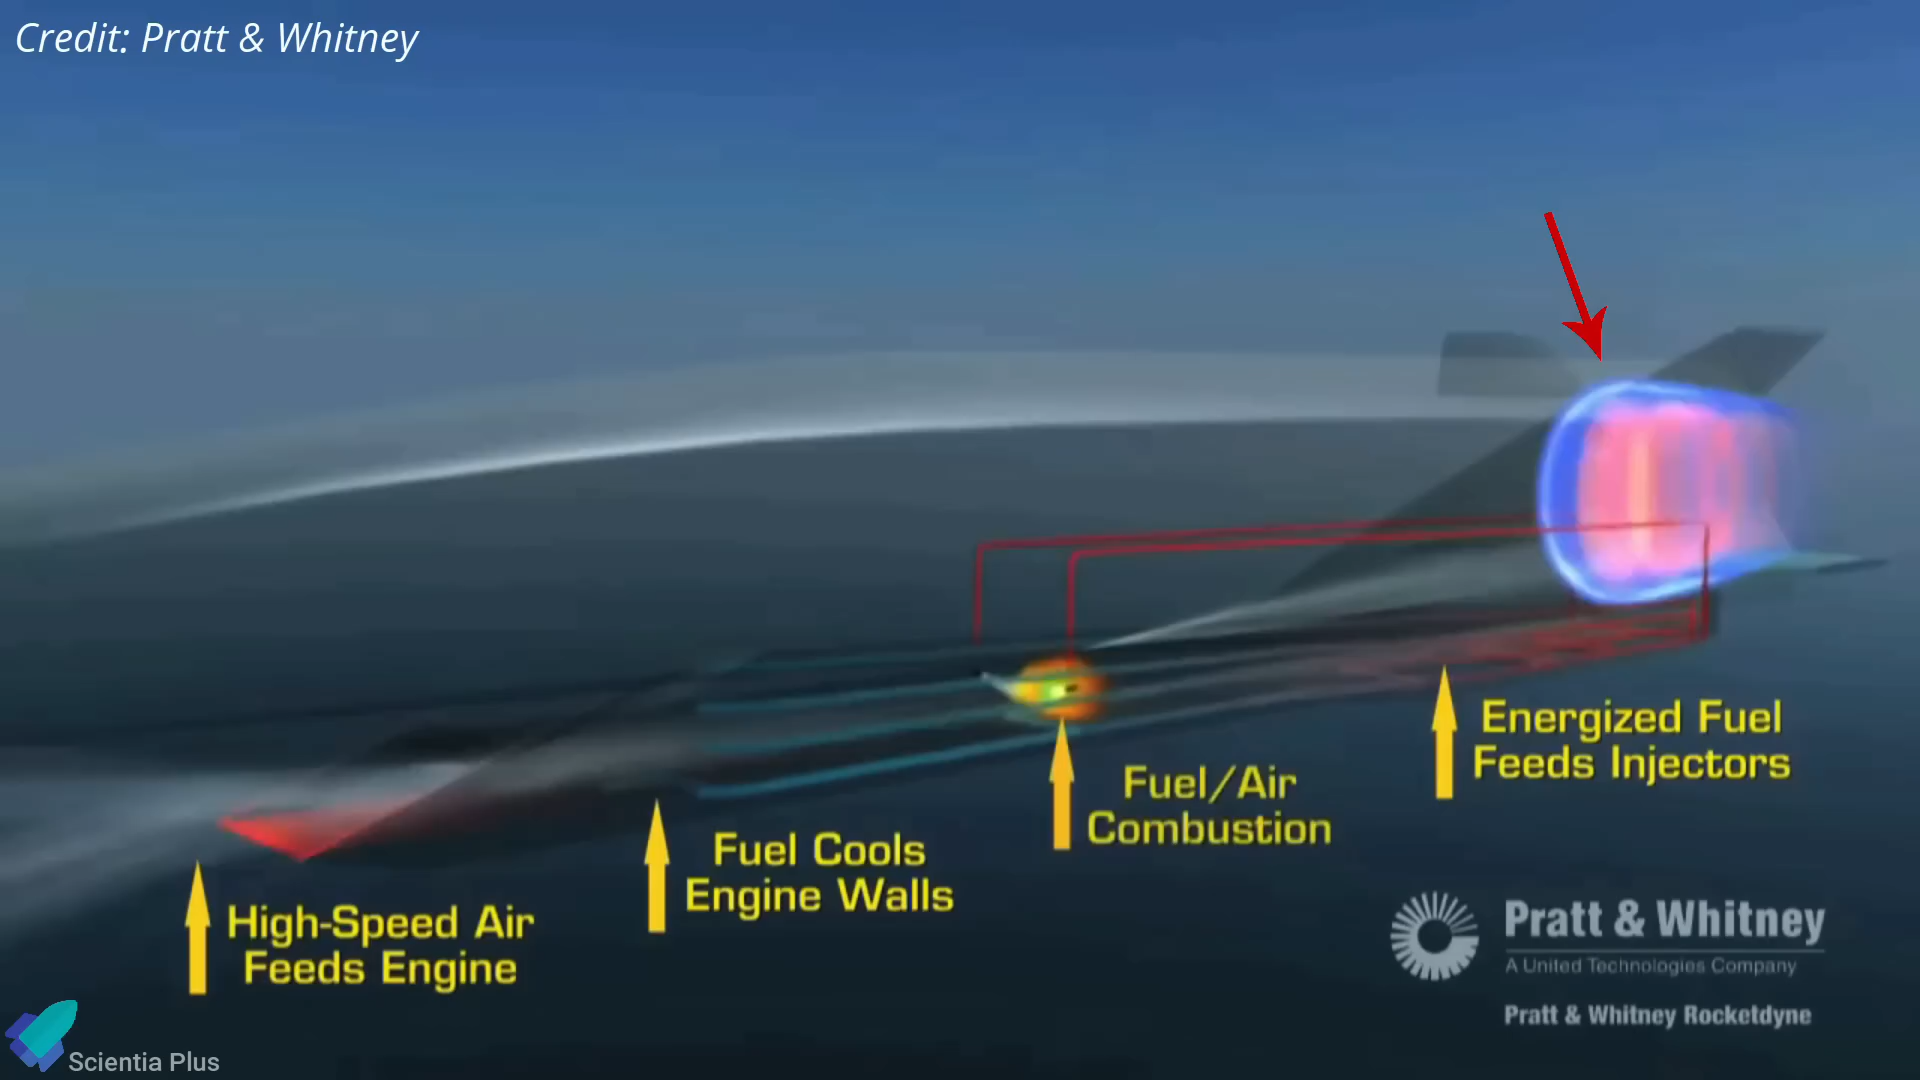 Credit: Pratt & Whitney
Energized Fuel
Feeds Injectors
Fuel/Air
Combustion
Fuel Cools
Engine Walls
High-Speed Air
Feeds Engine
Pratt & Whitney
A United Technologies Company
Pratt & Whitney Rocketdyne
Scientia Plus